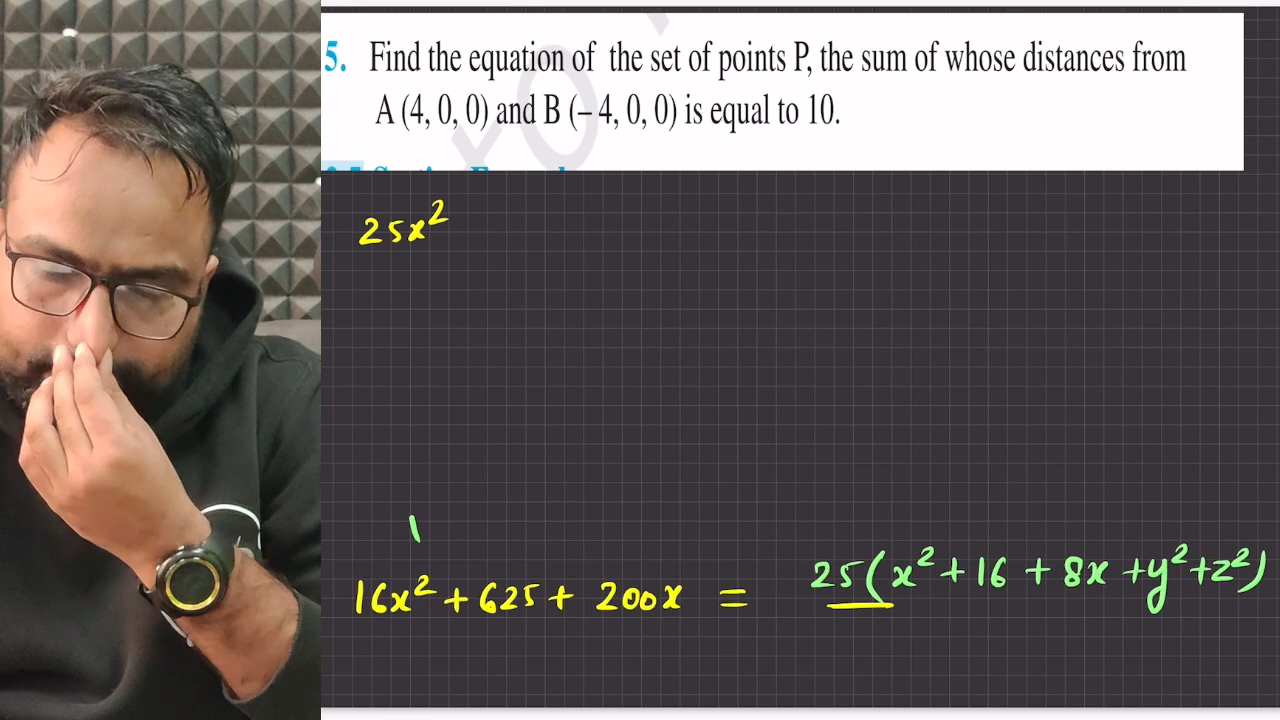 5. Find the equation of the set of points P, the sum of whose distances from
A (4, 0, 0) and B (– 4, 0, 0) is equal to 10.
25x²
16x² + 625 + 200x = 25(x² + 16 + 8x + y² + z²)